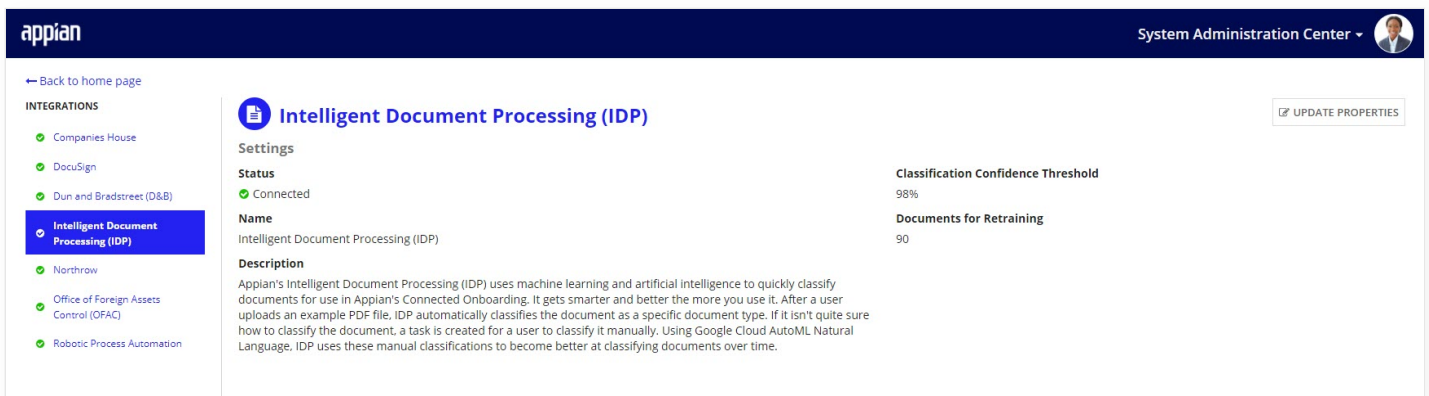 appian
System Administration Center
Back to home page
INTEGRATIONS
Companies House
DocuSign
Dun and Bradstreet (D&B)
Intelligent Document
Processing (IDP)
Northrow
Office of Foreign Assets
Control (OFAC)
Robotic Process Automation
Intelligent Document Processing (IDP)
UPDATE PROPERTIES
Settings
Status
Connected
Name
Intelligent Document Processing (IDP)
Description
Appian's Intelligent Document Processing (IDP) uses machine learning and artificial intelligence to quickly classify
documents for use in Appian's Connected Onboarding. It gets smarter and better the more you use it. After a user
uploads an example PDF file, IDP automatically classifies the document as a specific document type. If it isn't quite sure
how to classify the document, a task is created for a user to classify it manually. Using Google Cloud AutoML Natural
Language, IDP uses these manual classifications to become better at classifying documents over time.
Classification Confidence Threshold
98%
Documents for Retraining
90